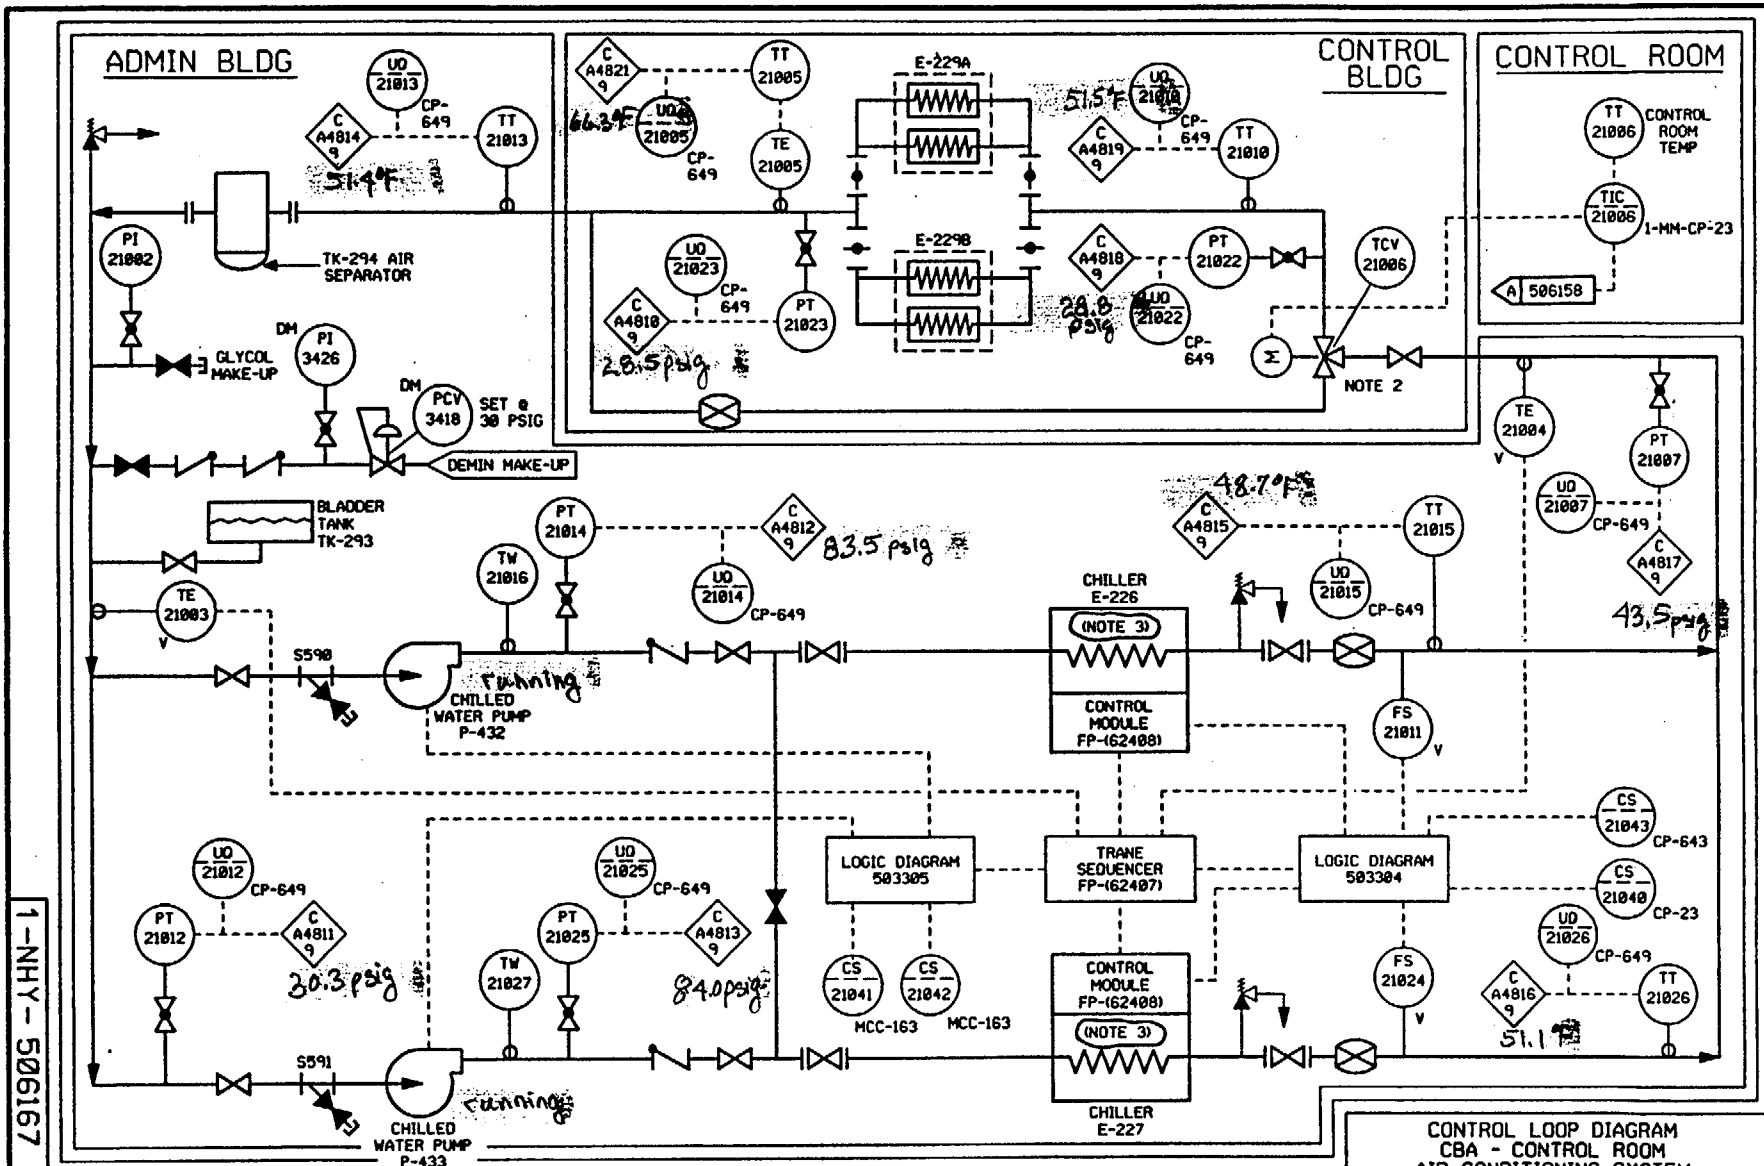 ADMIN BLDG
UO
21013
CP-
649
C
A4814
9
TT
21013
51.4°F
TK-294 AIR
SEPARATOR
PI
21002
GLYCOL
MAKE-UP
DM
PI
3426
DM
PCV
3418
SET @
30 PSIG
DEMIN MAKE-UP
BLADDER
TANK
TK-293
TE
21003
V
CONTROL
BLDG
C
A4821
9
TT
21005
66.3°F
UO
21005
CP-
649
TE
21005
E-229A
51.5°F
UO
21010
CP-
649
C
A4819
9
TT
21010
UO
21023
CP-
649
C
A4810
9
PT
21023
28.5 psig
E-229B
C
A4818
9
PT
21022
28.8
psig
UO
21022
CP-
649
TCV
21006
Σ
NOTE 2
CONTROL ROOM
TT
21006
CONTROL
ROOM
TEMP
TIC
21006
1-MM-CP-23
A 506158
TE
21004
V
PT
21007
UO
21007
CP-649
C
A4817
9
43.5 psig
S590
running
CHILLED
WATER PUMP
P-432
TW
21016
PT
21014
C
A4812
9
83.5 psig
UO
21014
CP-649
CHILLER
E-226
(NOTE 3)
CONTROL
MODULE
FP-(62408)
48.7°F
C
A4815
9
TT
21015
UO
21015
CP-649
FS
21011
V
LOGIC DIAGRAM
503305
TRANE
SEQUENCER
FP-(62407)
LOGIC DIAGRAM
503304
CS
21043
CP-643
CS
21040
CP-23
CS
21041
MCC-163
CS
21042
MCC-163
UO
21012
CP-649
PT
21012
C
A4811
9
30.3 psig
UO
21025
CP-649
PT
21025
C
A4813
9
84.0 psig
TW
21027
S591
running
CHILLED
WATER PUMP
P-433
CONTROL
MODULE
FP-(62408)
(NOTE 3)
CHILLER
E-227
FS
21024
V
UO
21026
CP-649
C
A4816
9
TT
21026
51.1°F
1-NHY-506167
CONTROL LOOP DIAGRAM
CBA - CONTROL ROOM
AIR CONDITIONING SYSTEM